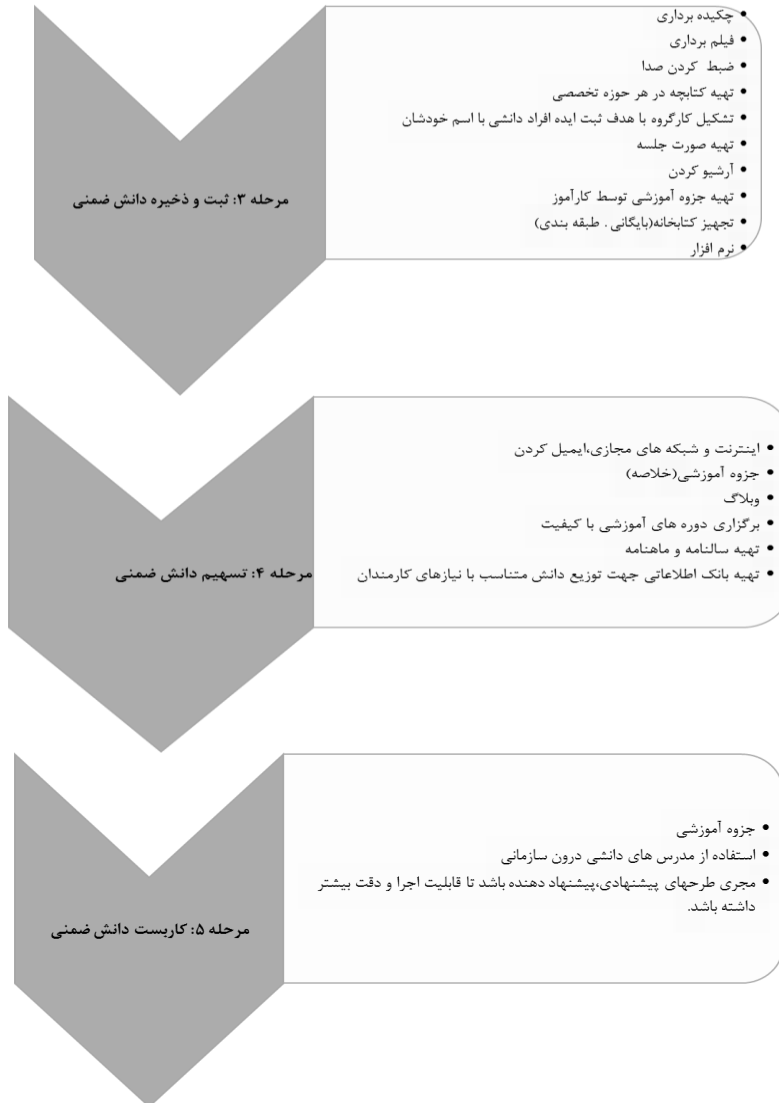 • چکیده برداری
• فیلم برداری
• ضبط کردن صدا
• تهیه کتابچه در هر حوزه تخصصی
• تشکیل کارگروه با هدف ثبت ایده افراد دانشی با اسم خودشان
• تهیه صورت جلسه
• آرشیو کردن
• تهیه جزوه آموزشی توسط کارآموز
• تجهیز کتابخانه(بایگانی . طبقه بندی)
• نرم افزار
مرحله ۳: ثبت و ذخیره دانش ضمنی
• اینترنت و شبکه های مجازی،ایمیل کردن
• جزوه آموزشی(خلاصه)
• وبلاگ
• برگزاری دوره های آموزشی با کیفیت
• تهیه سالنامه و ماهنامه
• تهیه بانک اطلاعاتی جهت توزیع دانش متناسب با نیازهای کارمندان
مرحله ۴: تسهیم دانش ضمنی
• جزوه آموزشی
• استفاده از مدرس های دانشی درون سازمانی
• مجری طرحهای پیشنهادی،پیشنهاد دهنده باشد تا قابلیت اجرا و دقت بیشتر
داشته باشد.
مرحله ۵: کاربست دانش ضمنی